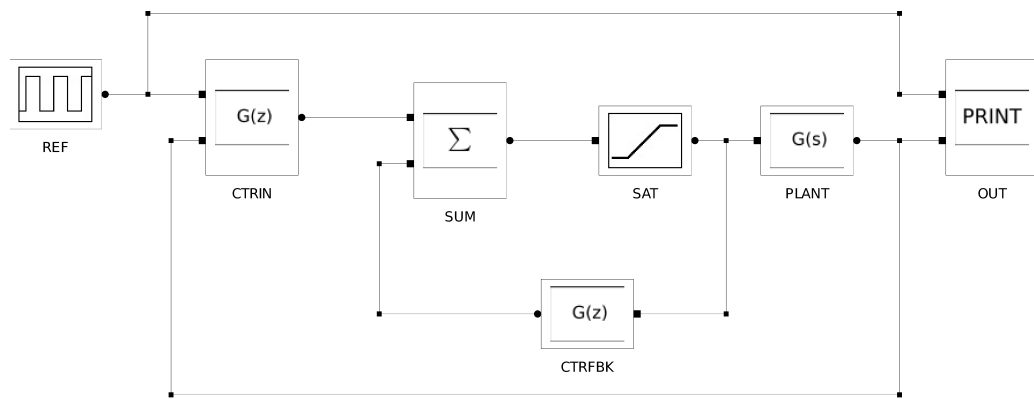 REF
G(z)
CTRIN
Σ
SUM
SAT
G(s)
PLANT
PRINT
OUT
G(z)
CTRFBK